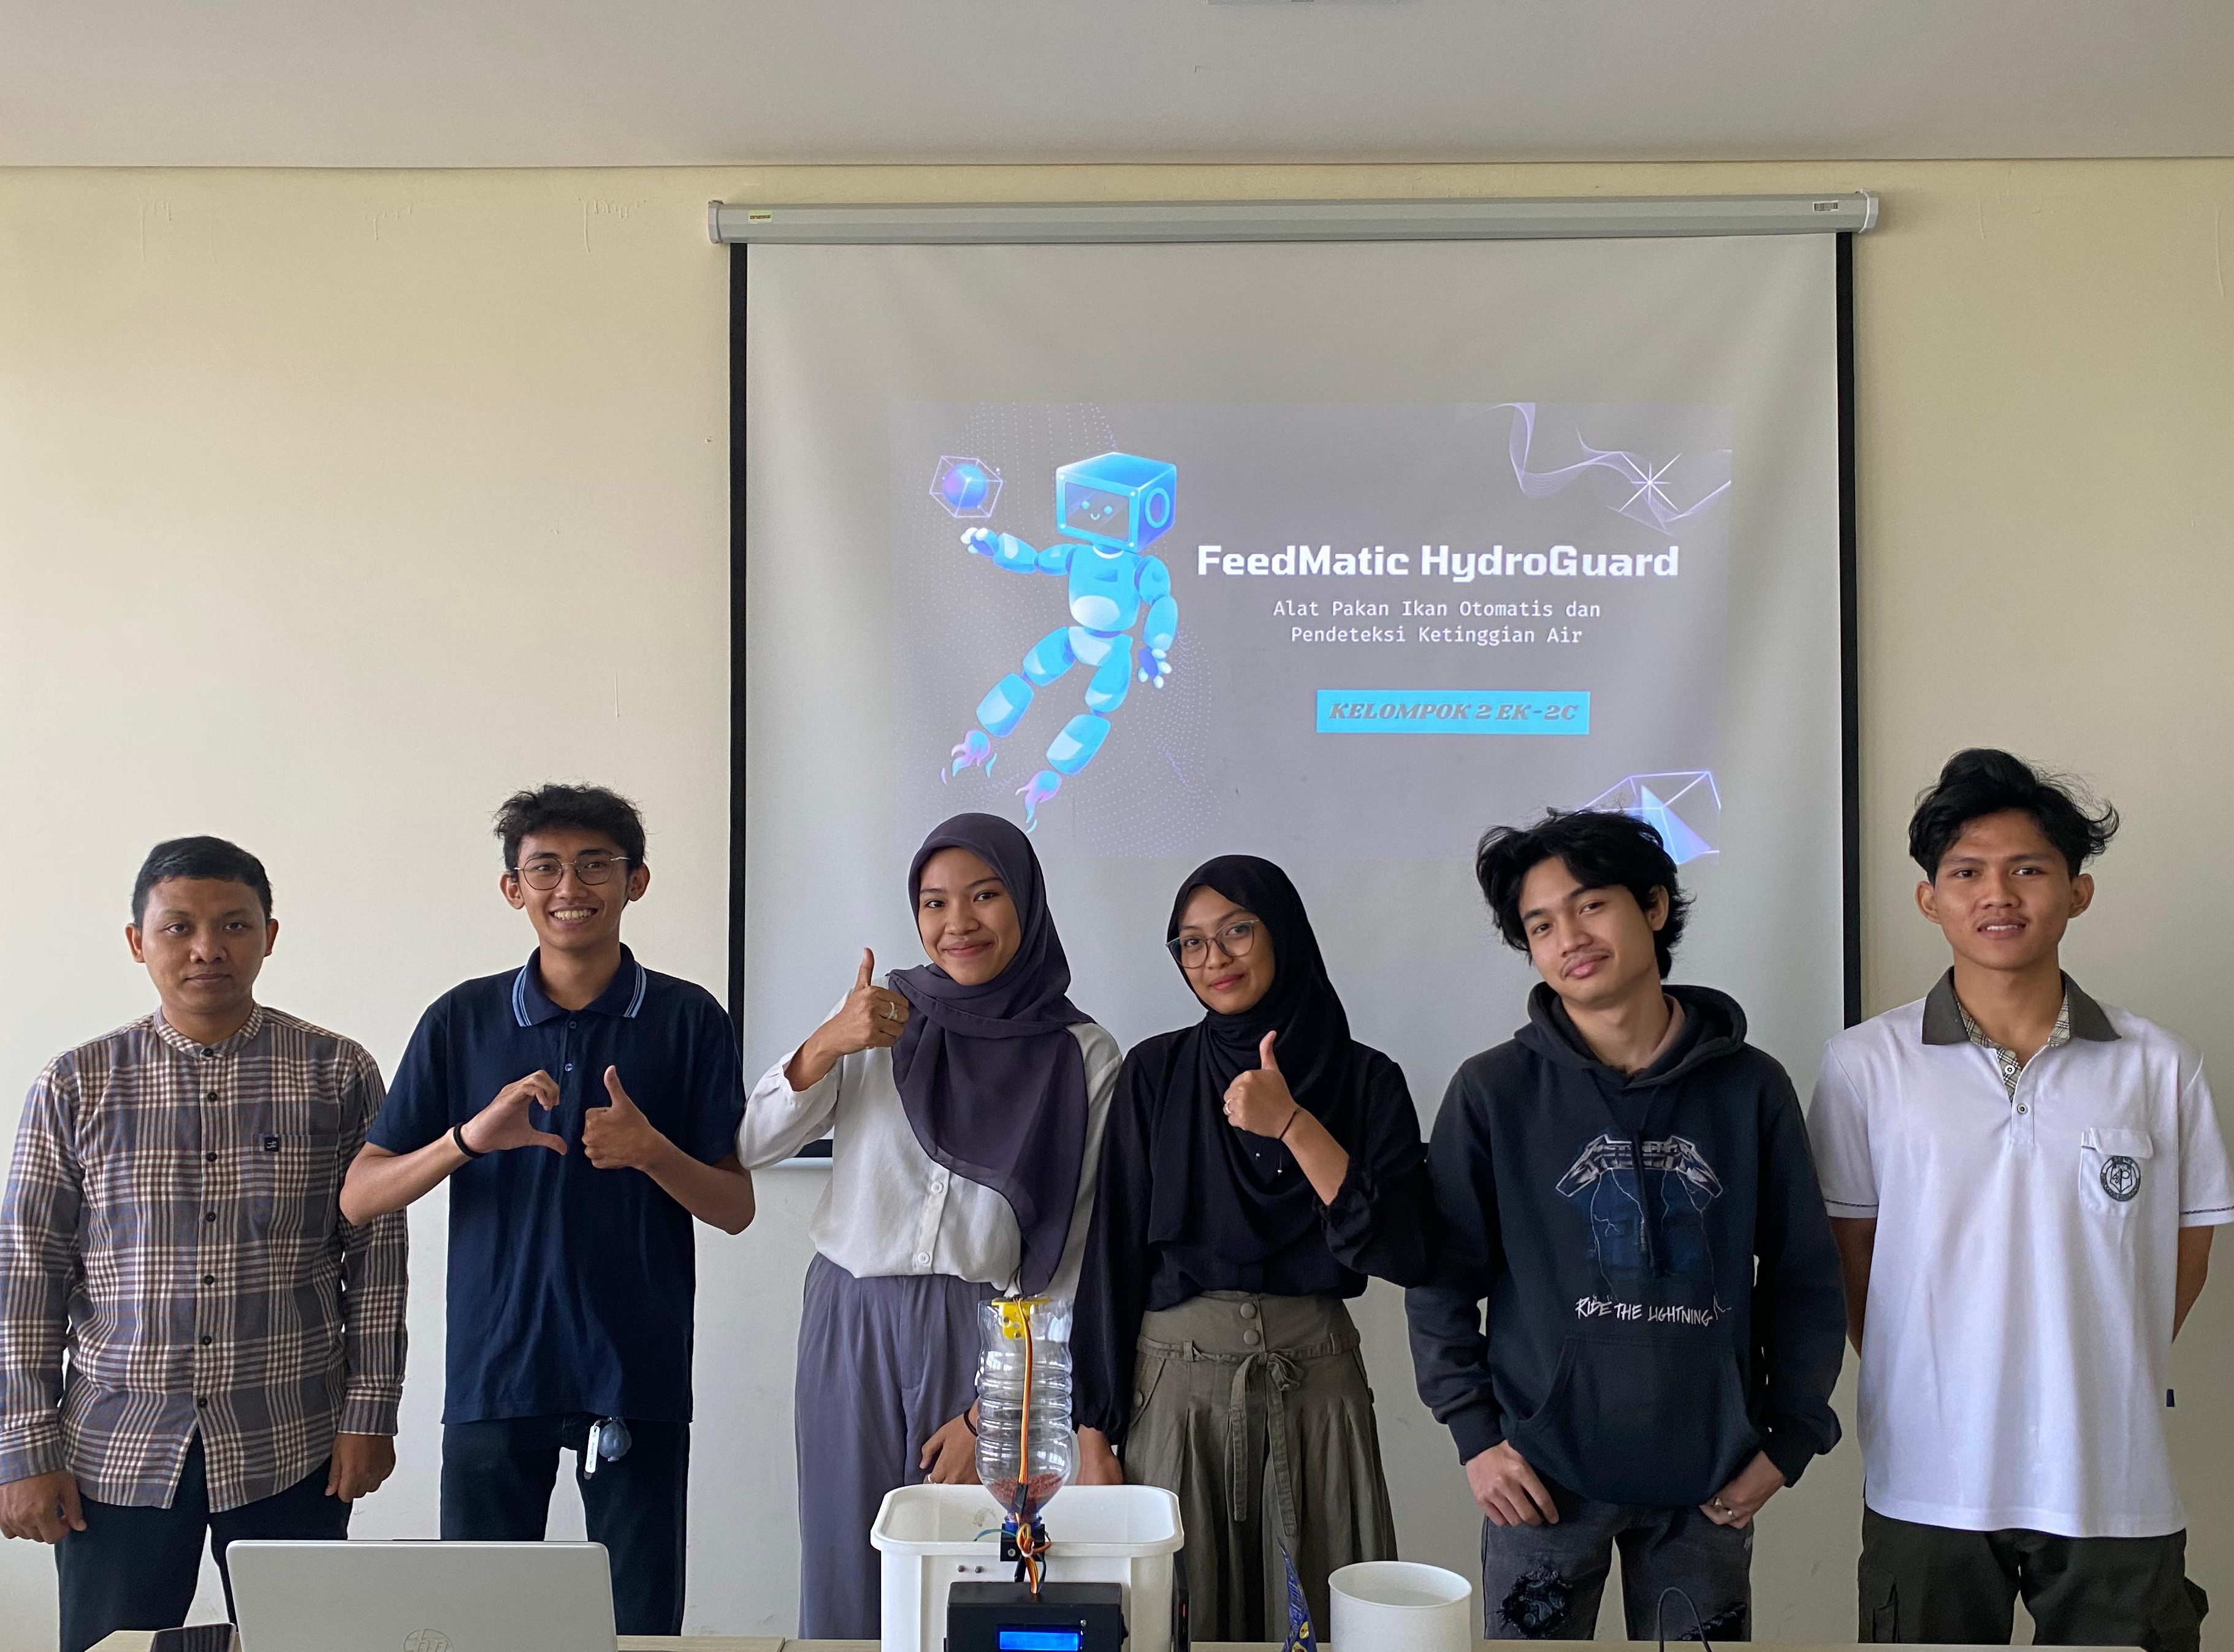 FeedMatic HydroGuard
Alat Pakan Ikan Otomatis dan
Pendeteksi Ketinggian Air
KELOMPOK 2 EK-2C
RIDE THE LIGHTNING